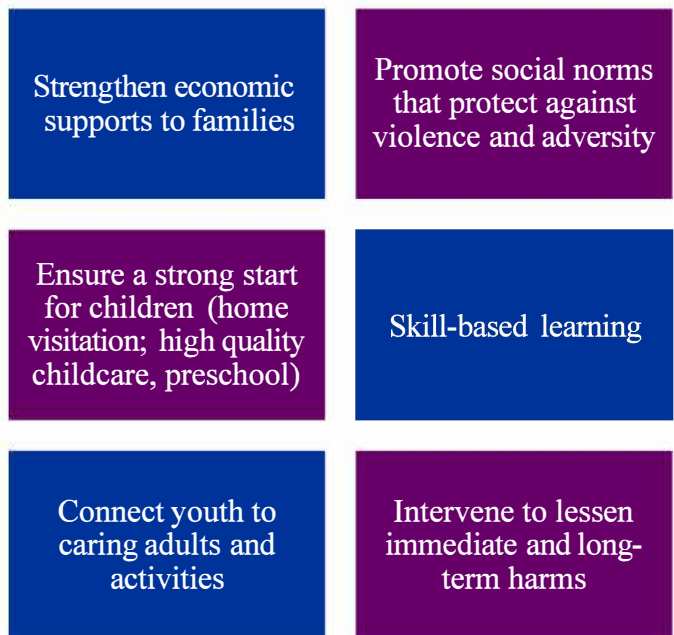 Strengthen economic
supports to families
Promote social norms
that protect against
violence and adversity
Ensure a strong start
for children (home
visitation; high quality
childcare, preschool)
Skill-based learning
Connect youth to
caring adults and
activities
Intervene to lessen
immediate and long-
term harms